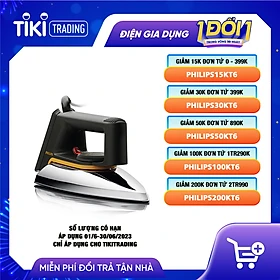 TIKI
TRADING
ĐIỆN GIA DỤNG
1 ĐỔI 1
GIẢM 15K ĐƠN TỪ 0 - 399K
PHILIPS15KT6
GIẢM 30K ĐƠN TỪ 399K
PHILIPS30KT6
GIẢM 50K ĐƠN TỪ 890K
PHILIPS50KT6
GIẢM 100K ĐƠN TỪ 1TR290K
PHILIPS100KT6
GIẢM 200K ĐƠN TỪ 2TR990
PHILIPS200KT6
SỐ LƯỢNG CÓ HẠN
ÁP DỤNG 01/6-30/06/2023
CHỈ ÁP DỤNG CHO TIKITRADING
MIỄN PHÍ ĐỔI TRẢ TẬN NHÀ